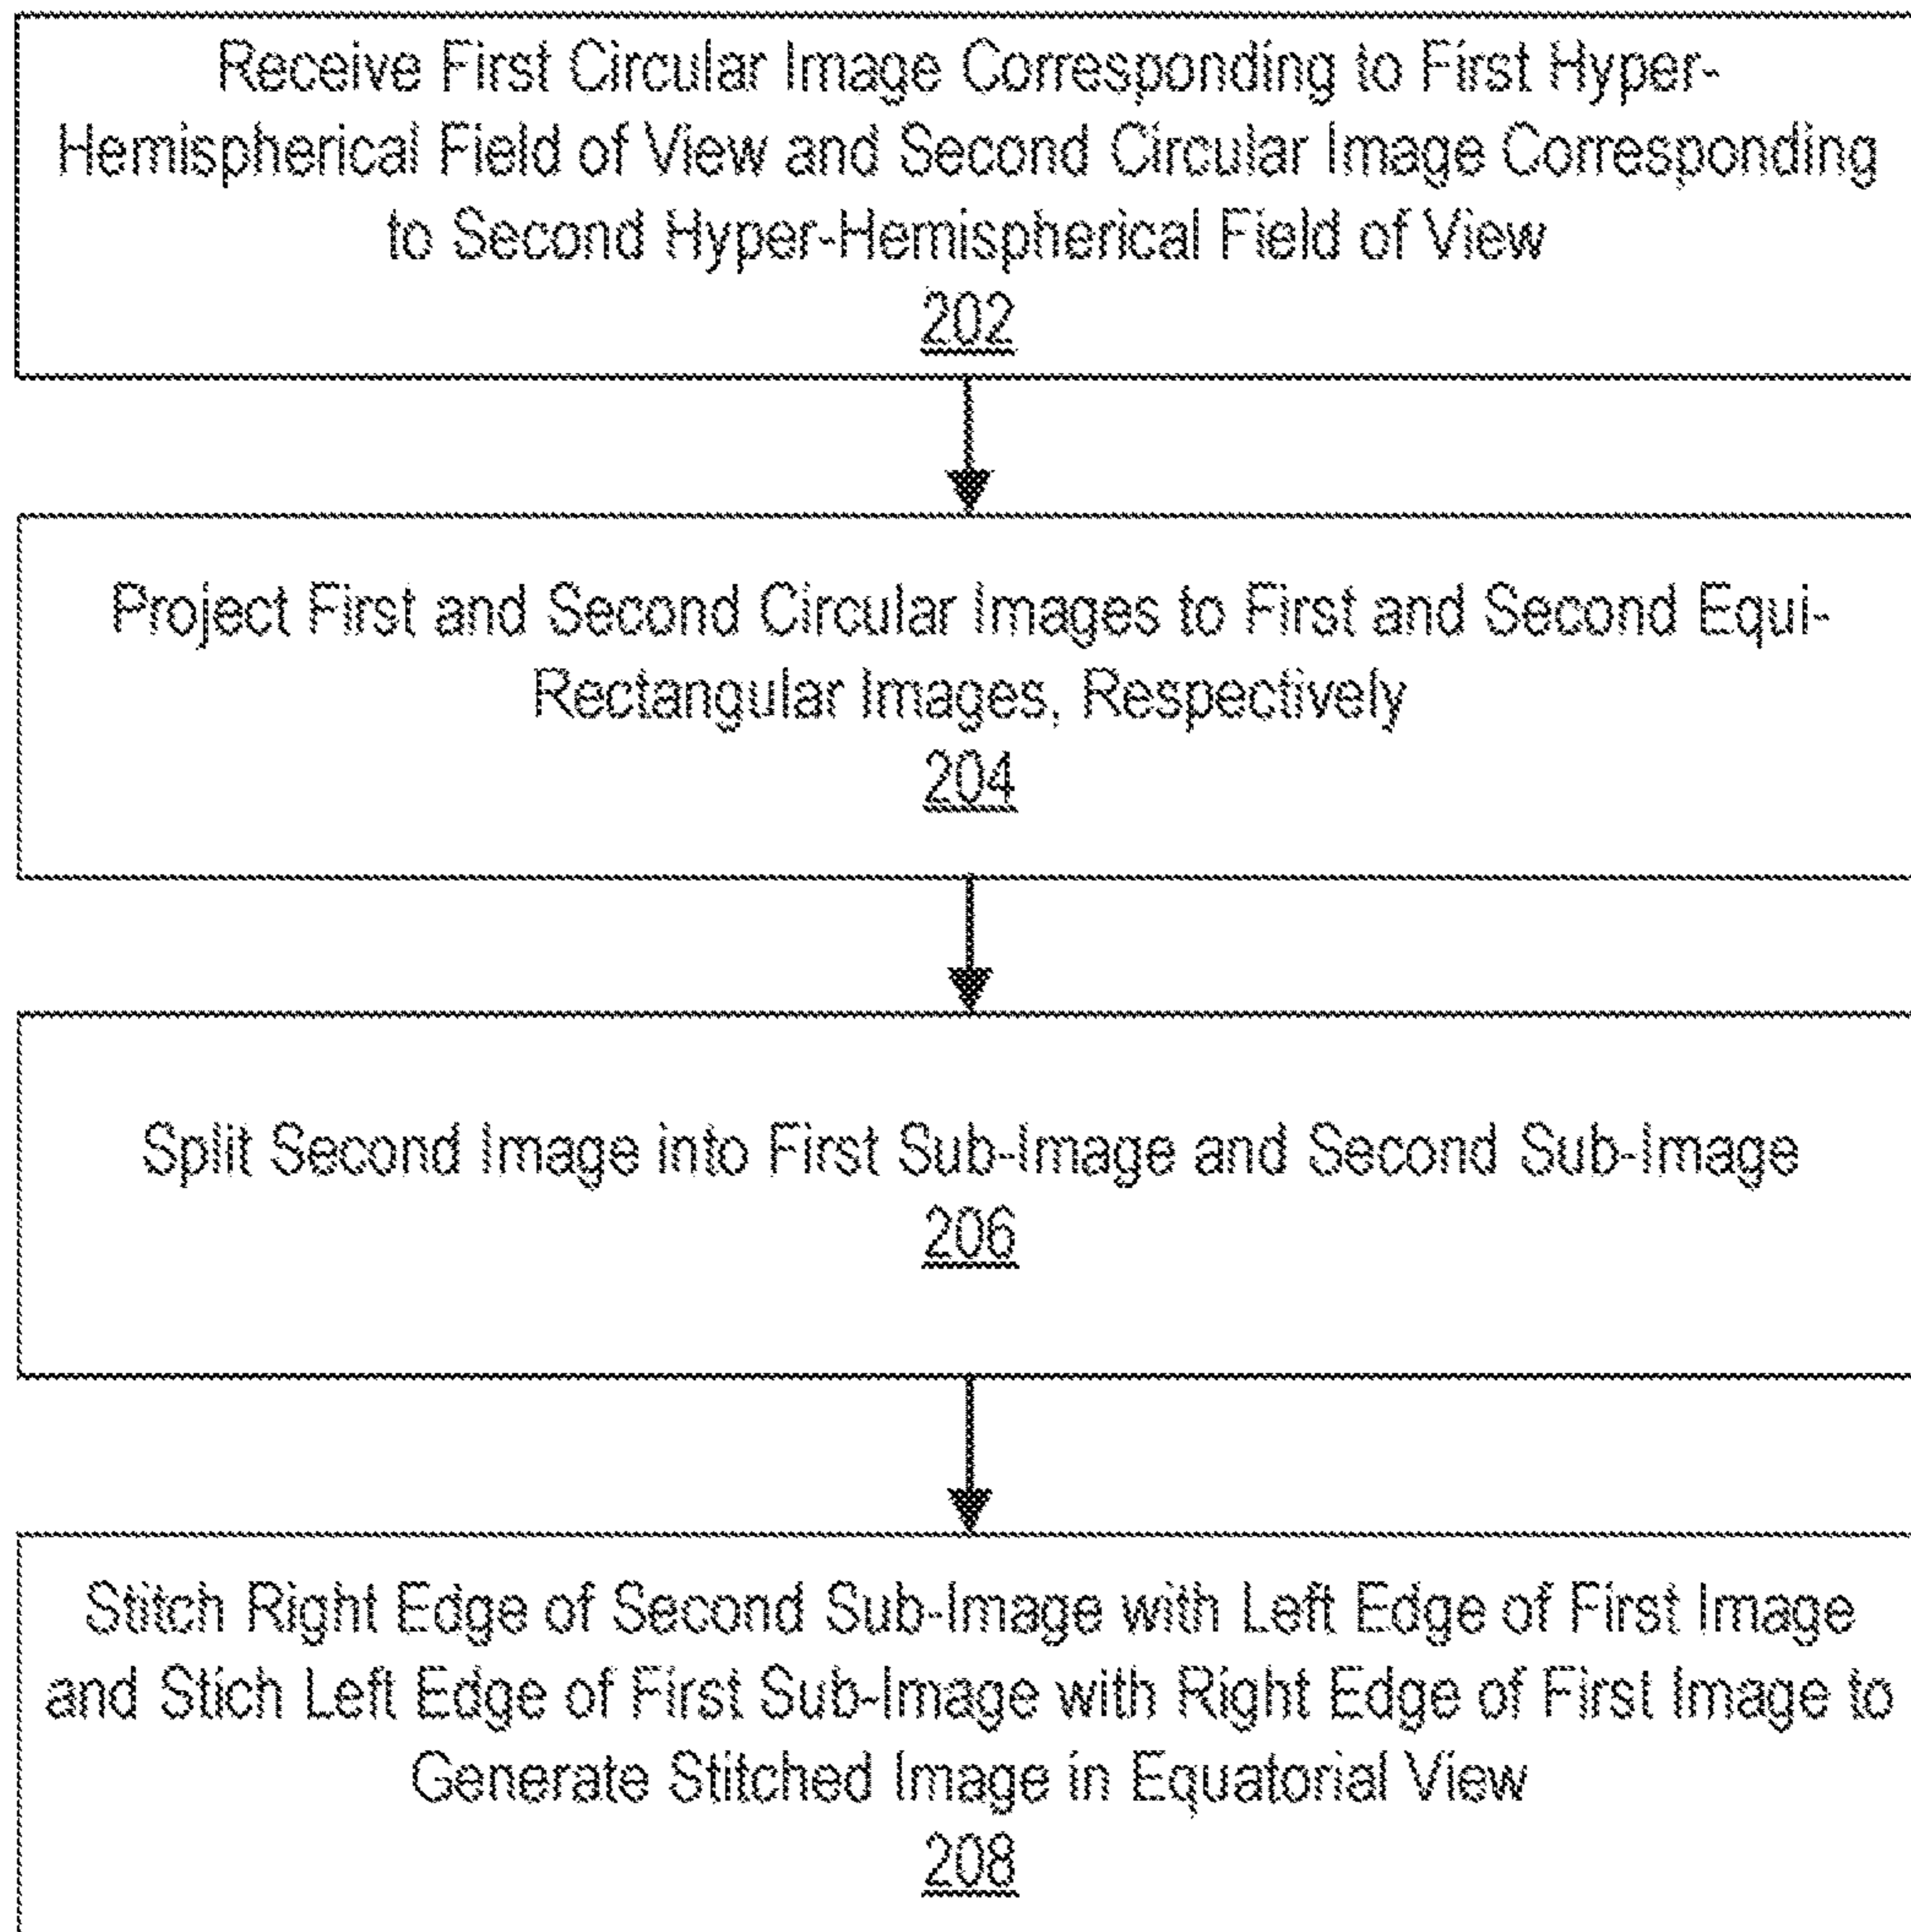 Receive First Circular Image Corresponding to First Hyper-
Hemispherical Field of View and Second Circular Image Corresponding
to Second Hyper-Hemispherical Field of View
202
Project First and Second Circular Images to First and Second Equi-
Rectangular Images, Respectively
204
Split Second Image into First Sub-Image and Second Sub-Image
206
Stitch Right Edge of Second Sub-Image with Left Edge of First Image
and Stich Left Edge of First Sub-Image with Right Edge of First Image to
Generate Stitched Image in Equatorial View
208